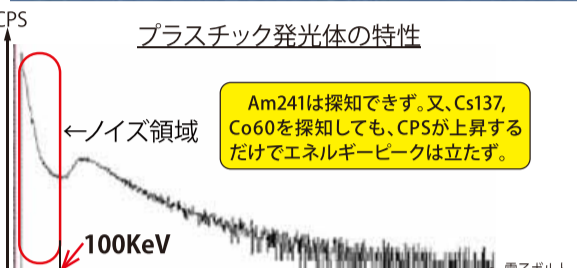 CPS
プラスチック発光体の特性
Am241は探知できず。又、Cs137,
Co60を探知しても、CPSが上昇する
だけでエネルギーピークは立たず。
←ノイズ領域
100KeV